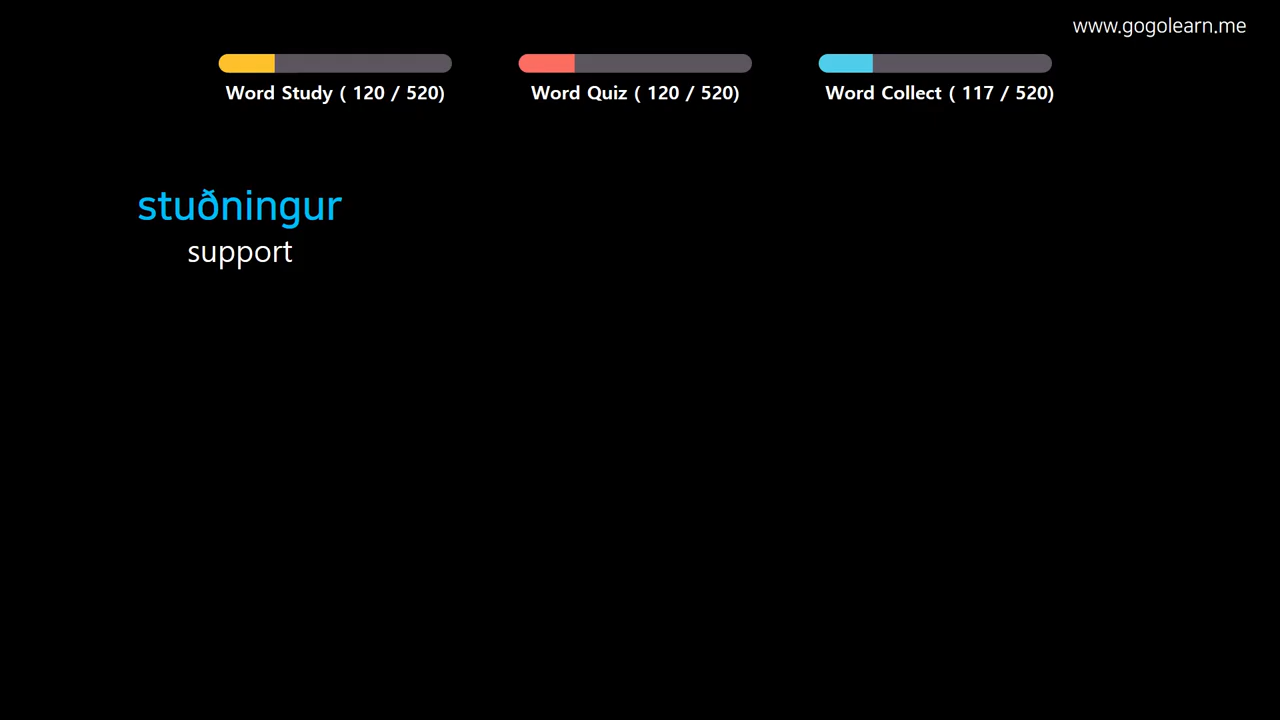 www.gogolearn.me
Word Study ( 120 / 520)
Word Quiz ( 120 / 520)
Word Collect ( 117 / 520)
stuðningur
support